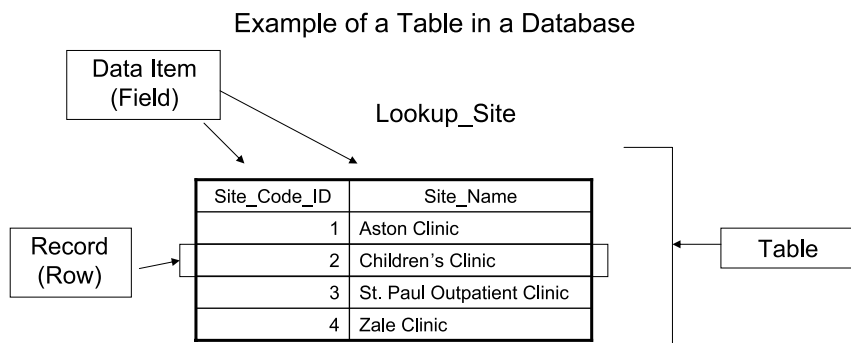 Example of a Table in a Database
Data Item
(Field)
Lookup_Site
Site_Code_ID Site_Name
1 Aston Clinic
2 Children's Clinic
3 St. Paul Outpatient Clinic
4 Zale Clinic
Record
(Row)
Table